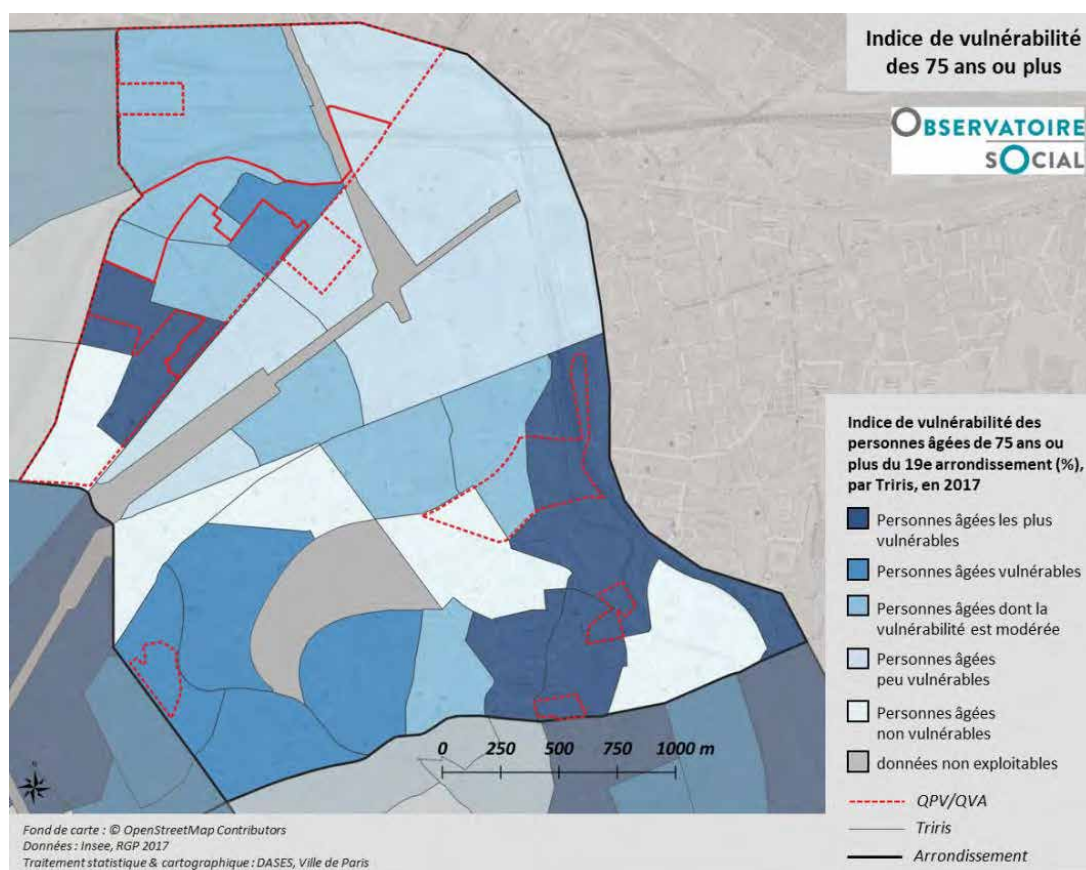 Indice de vulnérabilité
des 75 ans ou plus
OBSERVATOIRE
SOCIAL
Indice de vulnérabilité des
personnes âgées de 75 ans ou
plus du 19e arrondissement (%),
par Triris, en 2017
Personnes âgées les plus
vulnérables
Personnes âgées vulnérables
Personnes âgées dont la
vulnérabilité est modérée
Personnes âgées
peu vulnérables
Personnes âgées
non vulnérables
données non exploitables
QPV/QVA
Triris
Arrondissement
0 250 500 750 1000 m
Fond de carte : © OpenStreetMap Contributors
Données : Insee, RGP 2017
Traitement statistique & cartographique : DASES, Ville de Paris